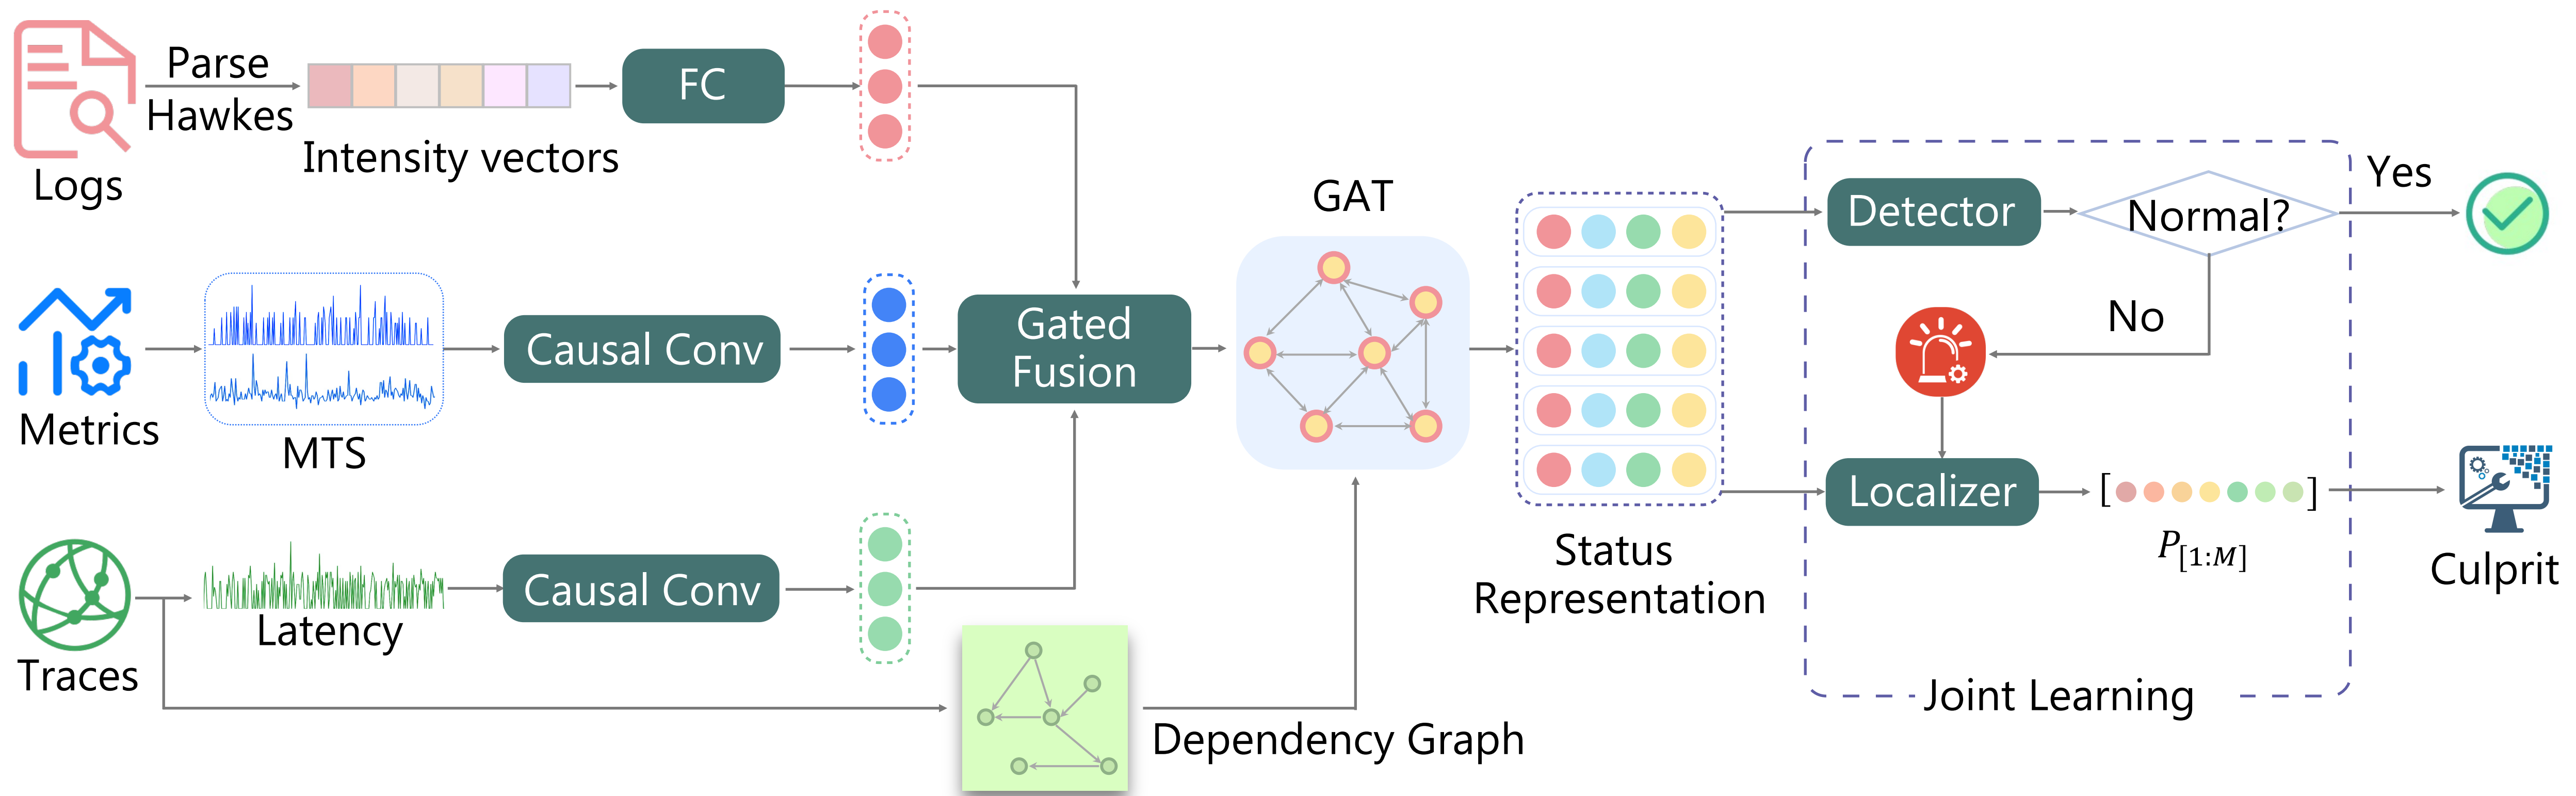 Parse
Hawkes
Logs
Intensity vectors
FC
Metrics
MTS
Causal Conv
Traces
Latency
Causal Conv
Gated
Fusion
Dependency Graph
GAT
Status
Representation
Detector
Normal?
Yes
No
Localizer
[ ]
P[1:M]
Culprit
Joint Learning